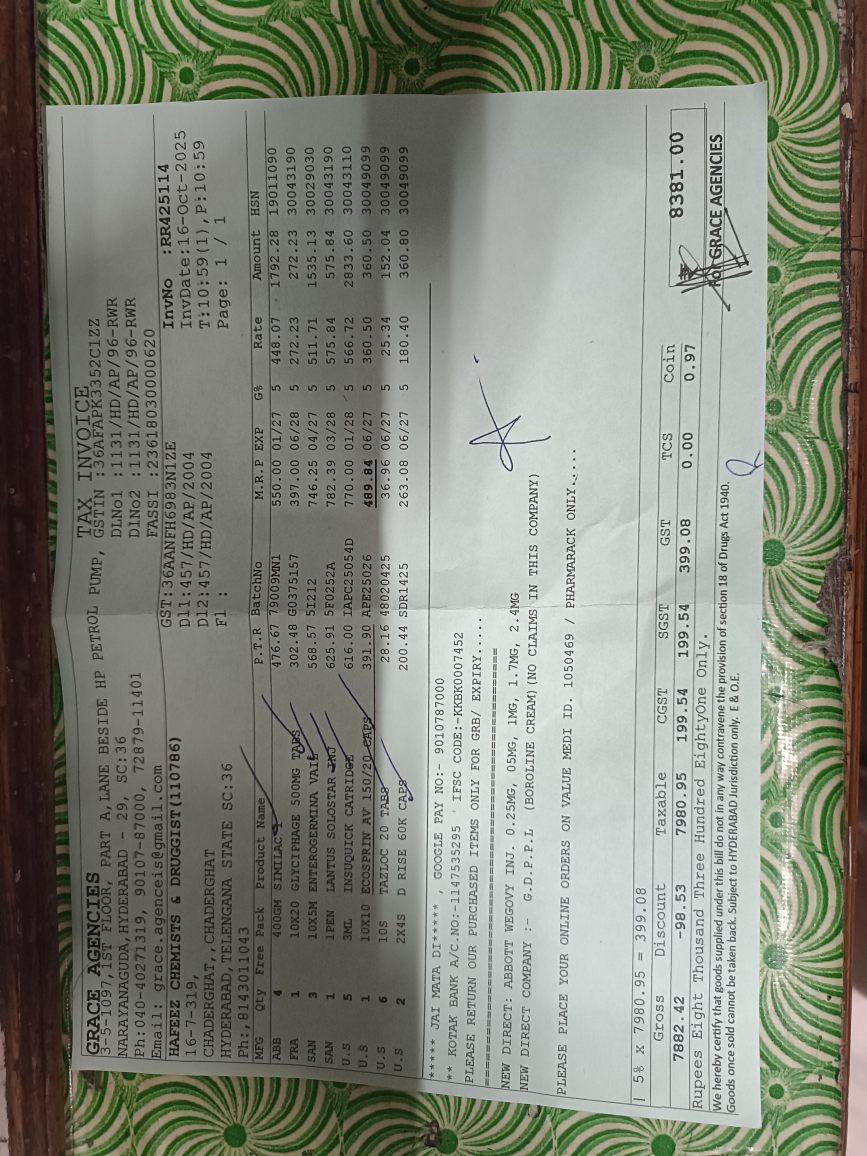 TAX INVOICE
GRACE AGENCIES
3-5-1097,1ST FLOOR, PART A,LANE BESIDE HP PETROL PUMP, GSTIN :36AFAPK3352C1ZZ
NARAYANAGUDA,HYDERABAD - 29, SC:36 DLNo1 :1131/HD/AP/96-RWR
Ph:040-40271319, 90107-87000, 72879-11401 DlNo2 :1131/HD/AP/96-RWR
Email: grace.agenceis@gmail.com FASSI :23618030000620
HAFEEZ CHEMISTS & DRUGGIST(110786) GST:36AANFH6983N1ZE InvNo :RR425114
16-7-319, Dl1:457/HD/AP/2004 InvDate:16-Oct-2025
CHADERGHAT,,CHADERGHAT Dl2:457/HD/AP/2004 T:10:59(1),P:10:59
HYDERABAD,TELENGANA STATE SC:36 Fl : Page: 1 / 1
Ph:,8143011043
MFG Qty Free Pack Product Name P.T.R BatchNo M.R.P EXP G% Rate Amount HSN
ABB 4 400GM SIMILAC 476.67 79009MN1 550.00 01/27 5 448.07 1792.28 19011090
FRA 1 10X20 GLYCIPHAGE 500MG TABS 302.48 G0375157 397.00 06/28 5 272.23 272.23 30043190
SAN 3 10X5M ENTEROGERMINA VAIL 568.57 5I212 746.25 04/27 5 511.71 1535.13 30029030
SAN 1 1PEN LANTUS SOLOSTAR INJ 625.91 5F0252A 782.39 03/28 5 575.84 575.84 30043190
U.S 5 3ML INSUQUICK CATRIDGE 616.00 IAPC25054D 770.00 01/28 5 566.72 2833.60 30043110
U.S 1 10X10 ECOSPRIN AV 150/20 CAPS 391.90 APE25026 489.84 06/27 5 360.50 360.50 30049099
U.S 6 10S TAZLOC 20 TABS 28.16 48020425 36.96 06/27 5 25.34 152.04 30049099
U.S 2 2X4S D RISE 60K CAPS 200.44 SDR1425 263.08 06/27 5 180.40 360.80 30049099
***** JAI MATA DI***** , GOOGLE PAY NO:- 9010787000
** KOTAK BANK A/C.NO:-1147535295 ' IFSC CODE:-KKBK0007452
PLEASE RETURN OUR PURCHASED ITEMS ONLY FOR GRB/ EXPIRY.....
NEW DIRECT: ABBOTT WEGOVY INJ. 0.25MG, 05MG, 1MG, 1.7MG, 2.4MG
NEW DIRECT COMPANY :- G.D.P.P.L (BOROLINE CREAM)(NO CLAIMS IN THIS COMPANY)
PLEASE PLACE YOUR ONLINE ORDERS ON VALUE MEDI ID. 1050469 / PHARMARACK ONLY.....
| 5% x 7980.95 = 399.08
Gross Discount Taxable CGST SGST GST TCS Coin
7882.42 -98.53 7980.95 199.54 199.54 399.08 0.00 0.97 8381.00
Rupees Eight Thousand Three Hundred EightyOne Only.
We hereby certify that goods supplied under this bill do not in any way contravene the provision of section 18 of Drugs Act 1940. For GRACE AGENCIES
Goods once sold cannot be taken back. Subject to HYDERABAD Jurisdiction only. E & O.E.